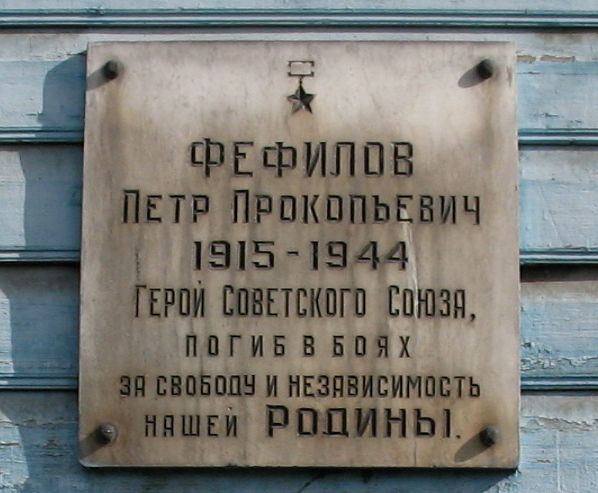 ФЕФИЛОВ
ПЕТР ПРОКОПЬЕВИЧ
1915-1944
ГЕРОЙ СОВЕТСКОГО СОЮЗА,
ПОГИБ В БОЯХ
ЗА СВОБОДУ И НЕЗАВИСИМОСТЬ
НАШЕЙ РОДИНЫ.